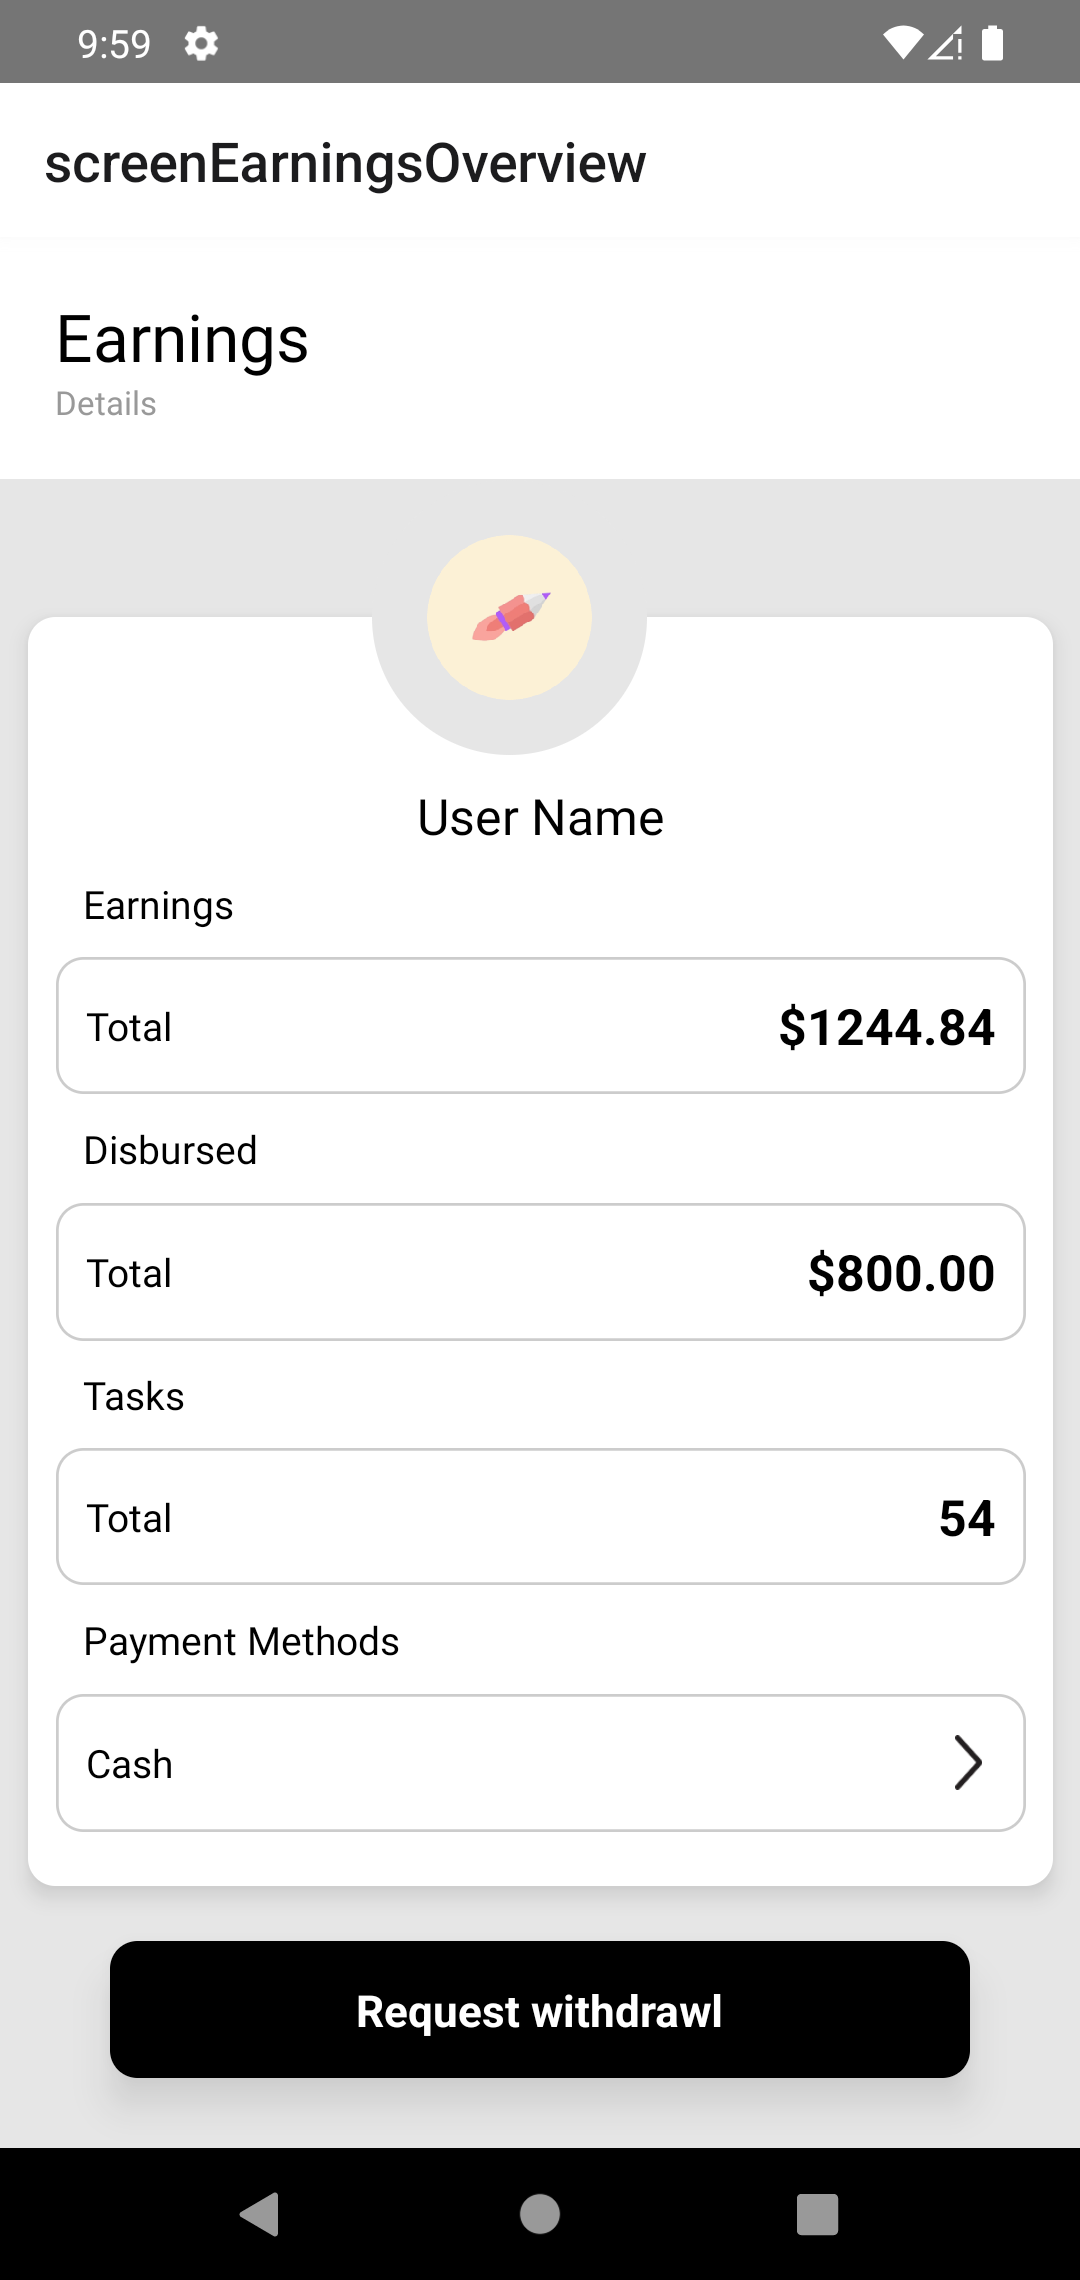 9:59
screenEarningsOverview
Earnings
Details
User Name
Earnings
Total $1244.84
Disbursed
Total $800.00
Tasks
Total 54
Payment Methods
Cash
Request withdrawl